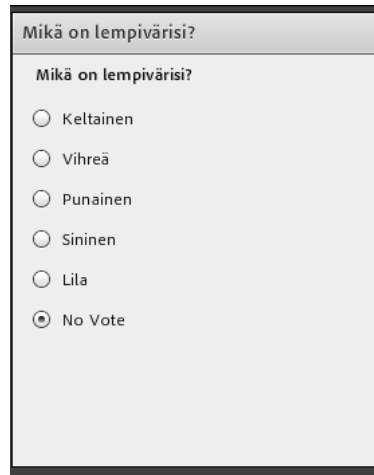 Mikä on lempivärisi?
Mikä on lempivärisi?
Keltainen
Vihreä
Punainen
Sininen
Lila
No Vote